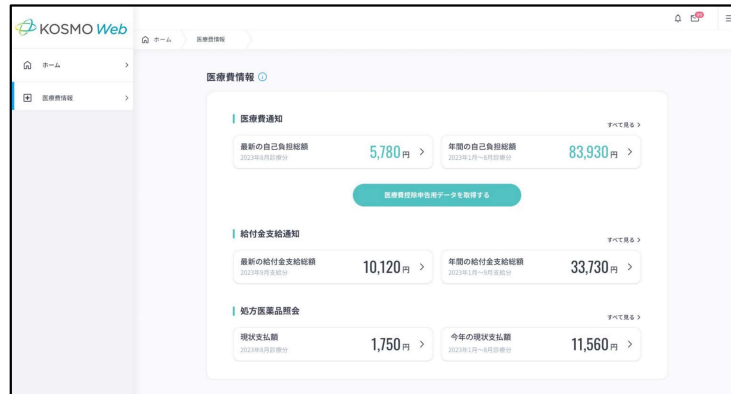 KOSMO Web
ホーム
医療費情報
ホーム
医療費情報
医療費情報
医療費通知
すべて見る
最新の自己負担総額
5,780円
2023年8月診療分
年間の自己負担総額
83,930円
2023年1月〜8月診療分
医療費控除申告用データを取得する
給付金支給通知
すべて見る
最新の給付金支給総額
10,120円
2023年9月支給分
年間の給付金支給総額
33,730円
2023年1月〜9月支給分
処方医薬品照会
すべて見る
現状支払額
1,750円
2023年8月診療分
今年の現状支払額
11,560円
2023年1月〜8月診療分